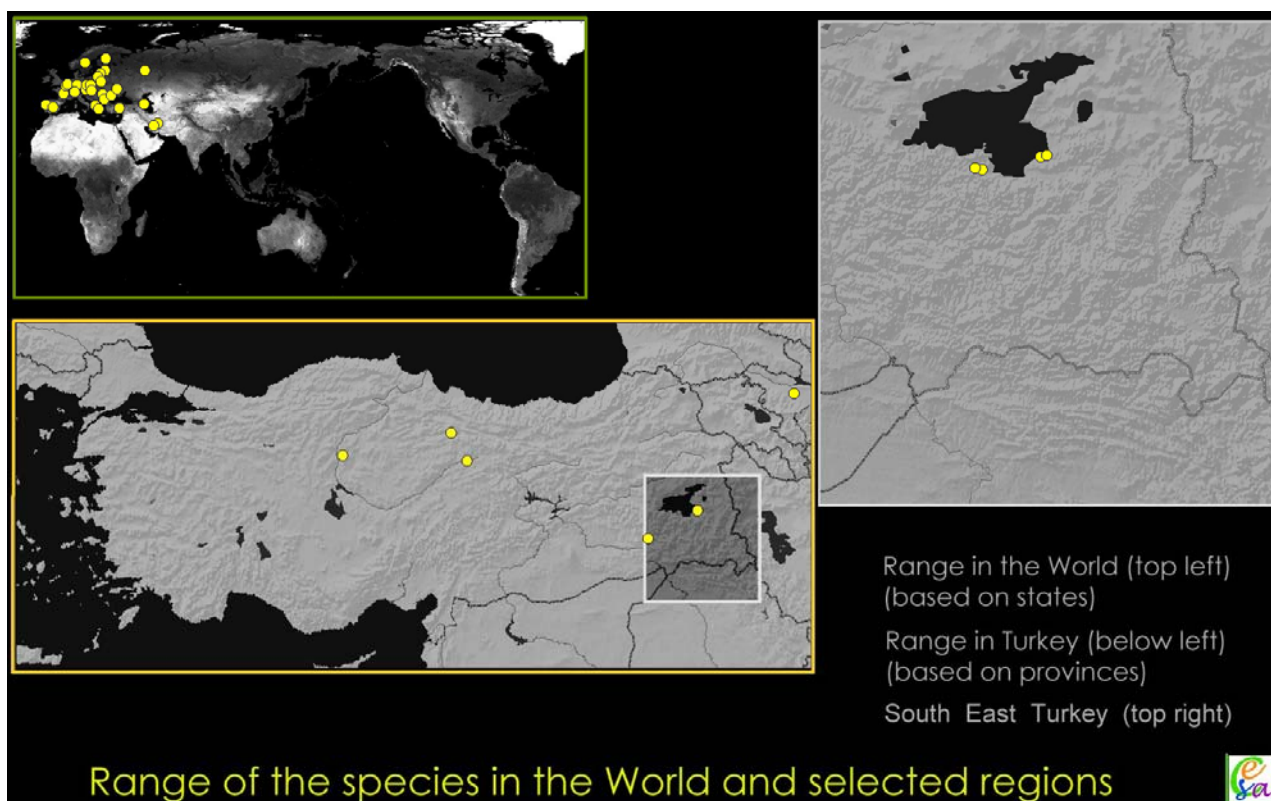 Range in the World (top left)
(based on states)
Range in Turkey (below left)
(based on provinces)
South East Turkey (top right)
Range of the species in the World and selected regions
cesa